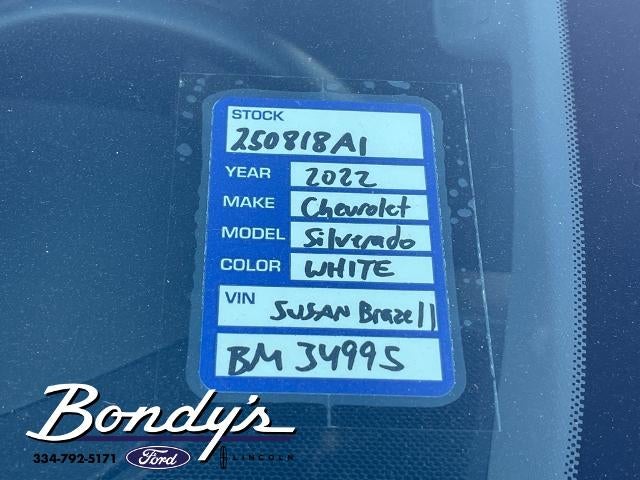 STOCK
250818A1
YEAR 2022
MAKE Chevrolet
MODEL Silverado
COLOR WHITE
VIN SUSAN Brazell
BM 34995
Bondy's
334-792-5171 Ford LINCOLN